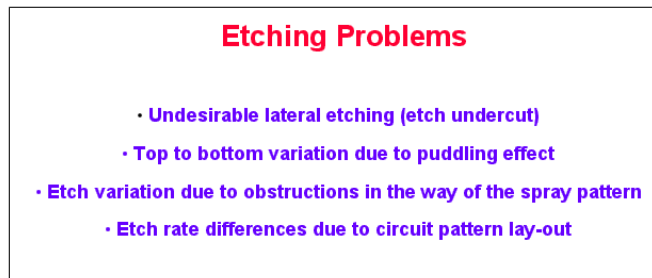 Etching Problems
• Undesirable lateral etching (etch undercut)
• Top to bottom variation due to puddling effect
• Etch variation due to obstructions in the way of the spray pattern
• Etch rate differences due to circuit pattern lay-out